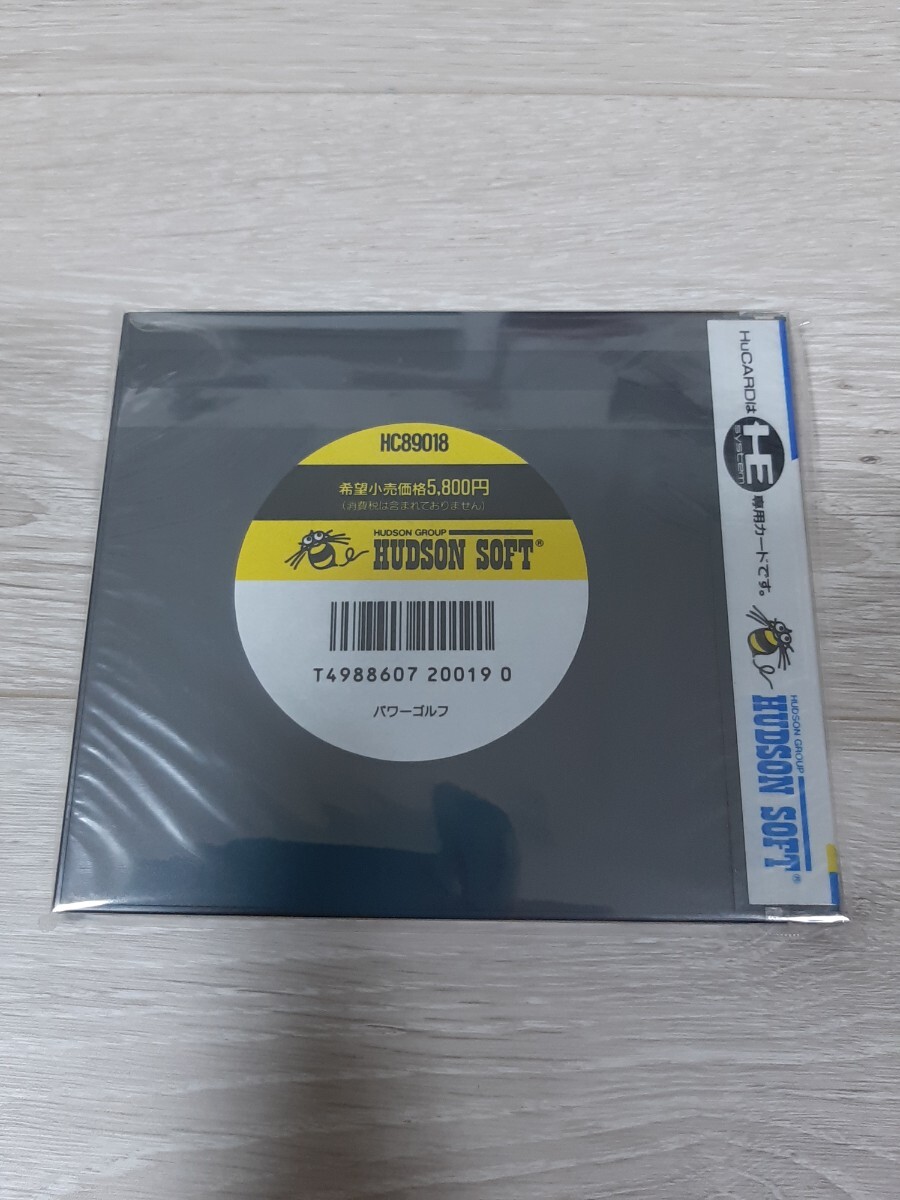 HC89018
希望小売価格5,800円
(消費税は含まれておりません)
HUDSON GROUP
HUDSON SOFT®
T4988607 20019 0
パワーゴルフ
HuCARDは HE system 専用カードです。
HUDSON GROUP
HUDSON SOFT®